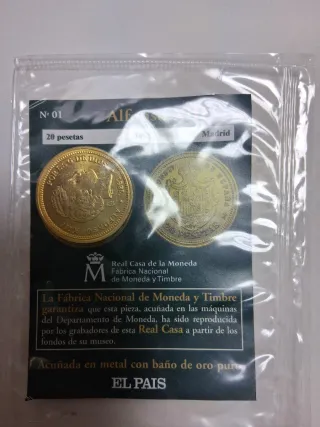 Nº 01
Alf
20 pesetas
Madrid
Real Casa de la Moneda
Fábrica Nacional
de Moneda y Timbre
La Fábrica Nacional de Moneda y Timbre
garantiza que esta pieza, acuñada en las máquinas
del Departamento de Moneda, ha sido reproducida
por los grabadores de esta Real Casa a partir de los
fondos de su museo.
Acuñada en metal con baño de oro puro
EL PAIS